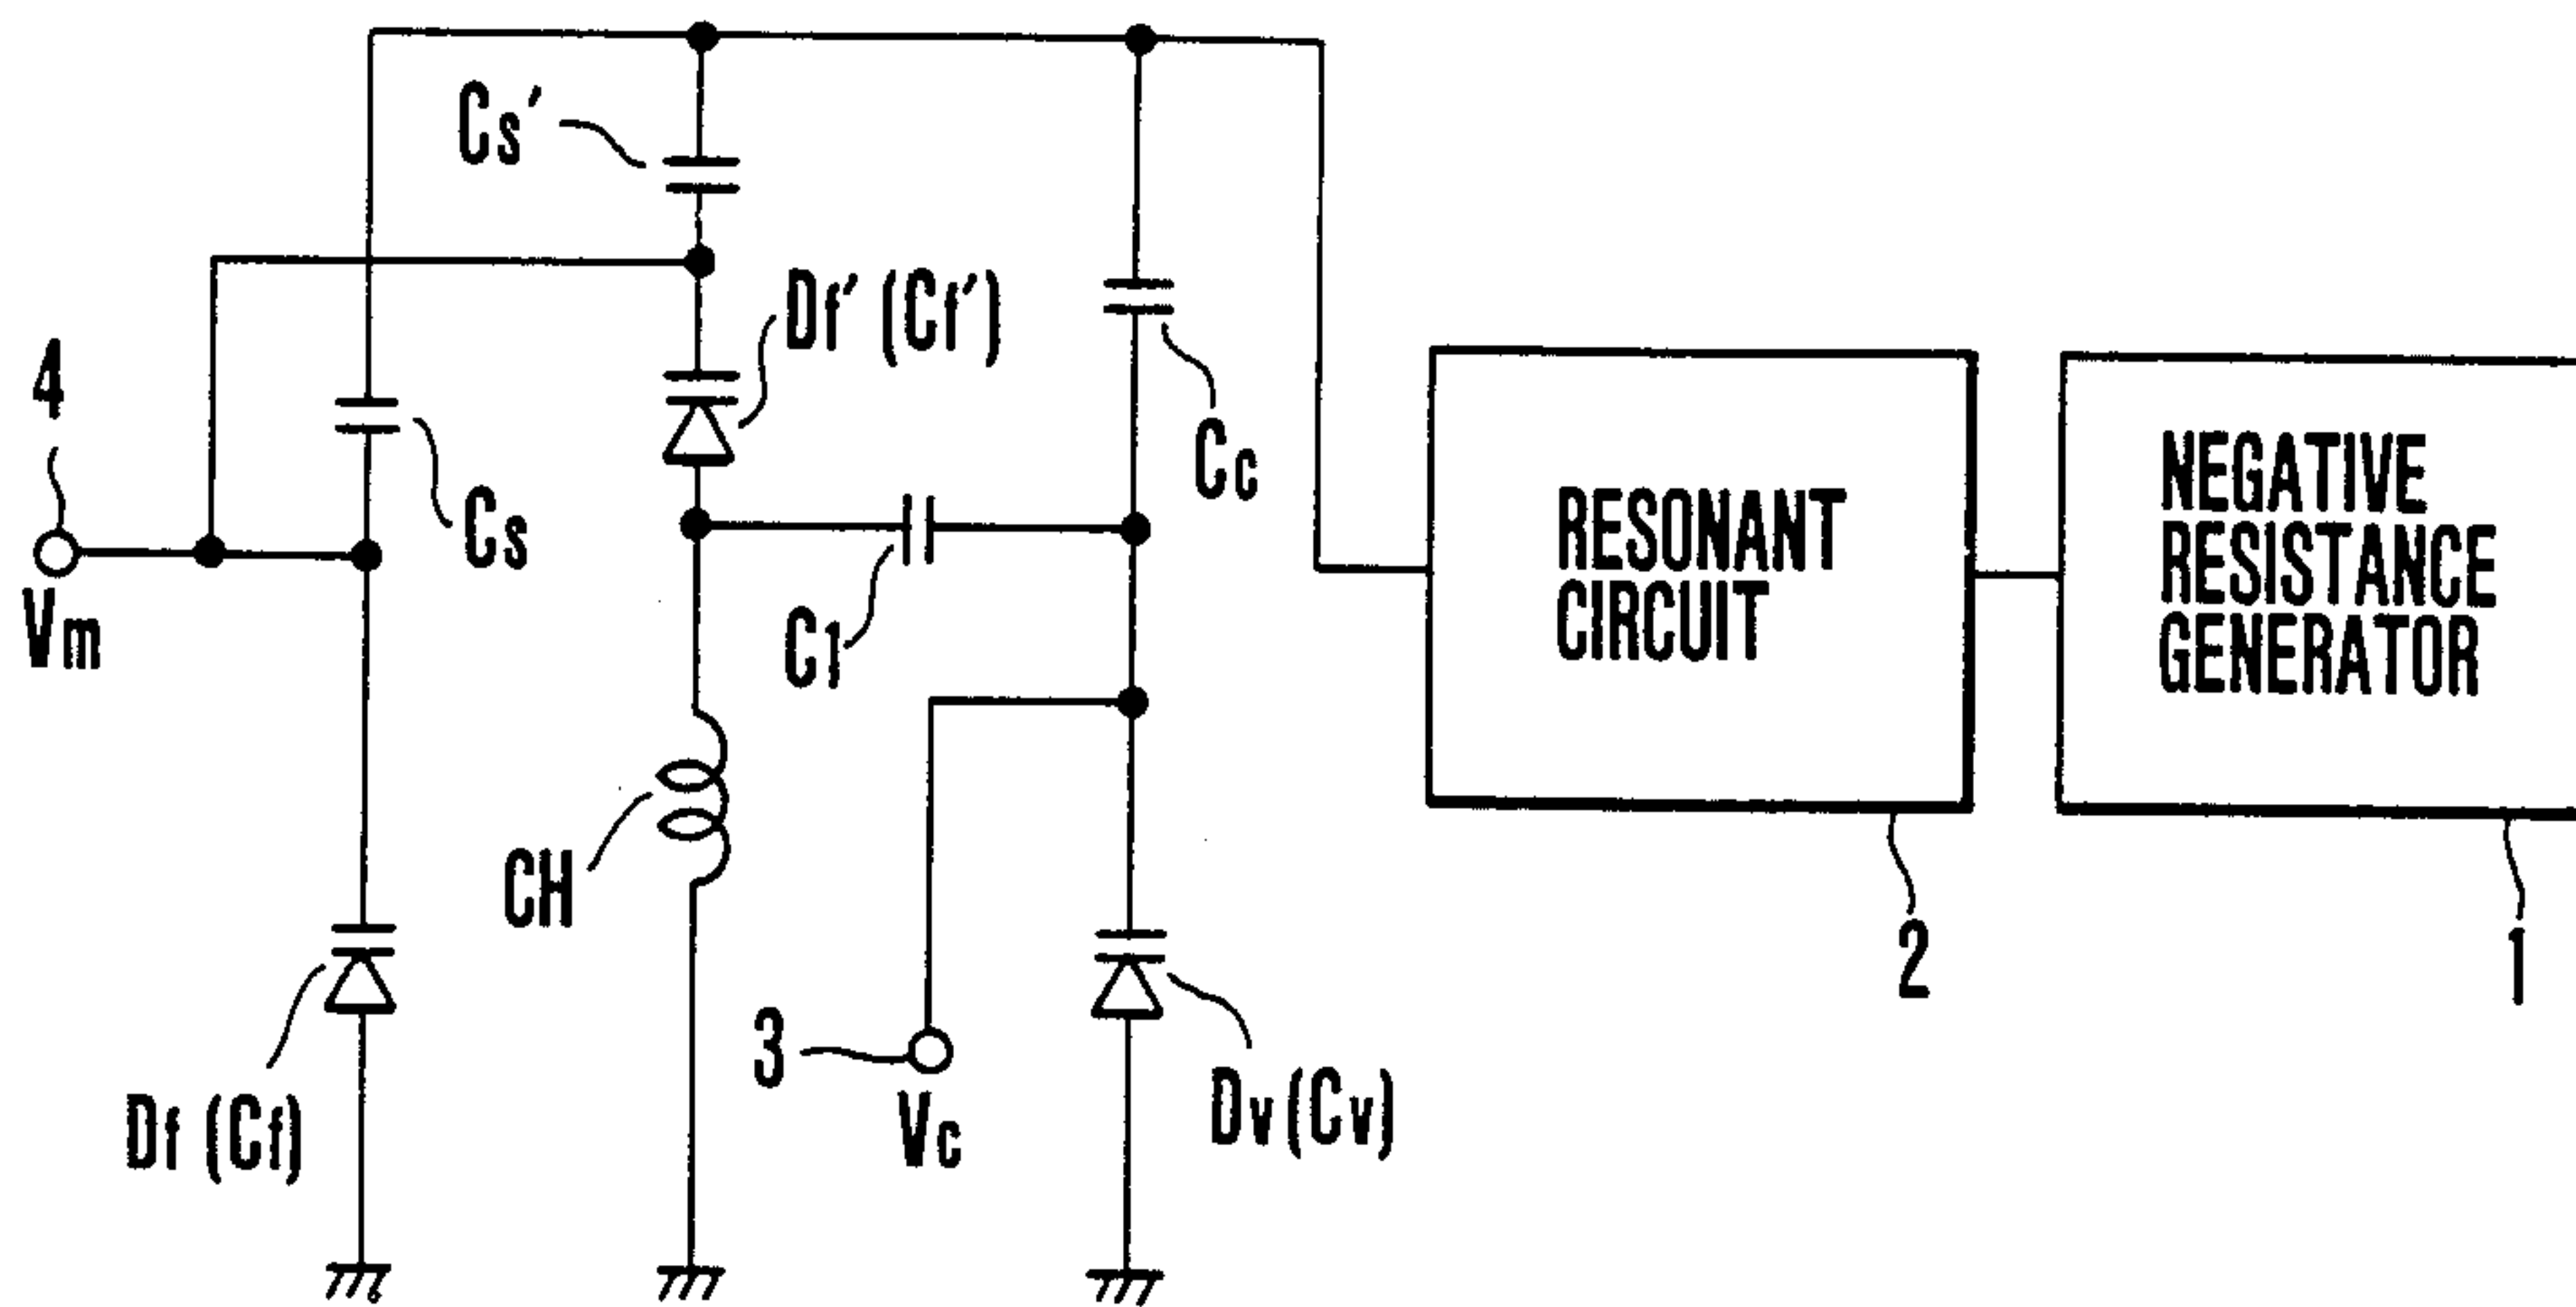 Cs'
Df' (Cf')
4
Cc
Cs
Vm
C1
RESONANT
CIRCUIT
NEGATIVE
RESISTANCE
GENERATOR
CH
2
1
3
Vc
Df (Cf)
Dv (Cv)